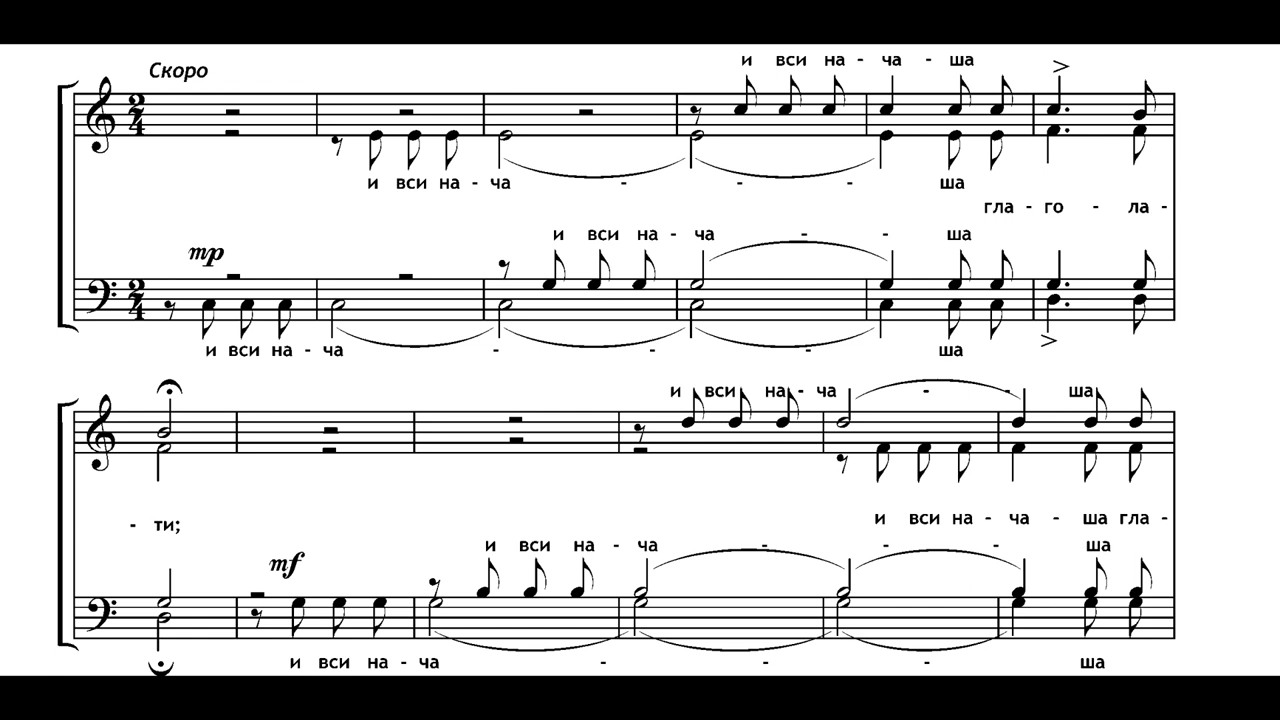 Скоро
и вси на - ча - ша
и вси на - ча - - - ша
гла - го - ла -
и вси на - ча - - ша
mp
и вси на - ча - - - ша
и вси на - ча - - ша
- ти;
и вси на - ча - ша гла -
и вси на - ча - - - ша
mf
и вси на - ча - - - ша